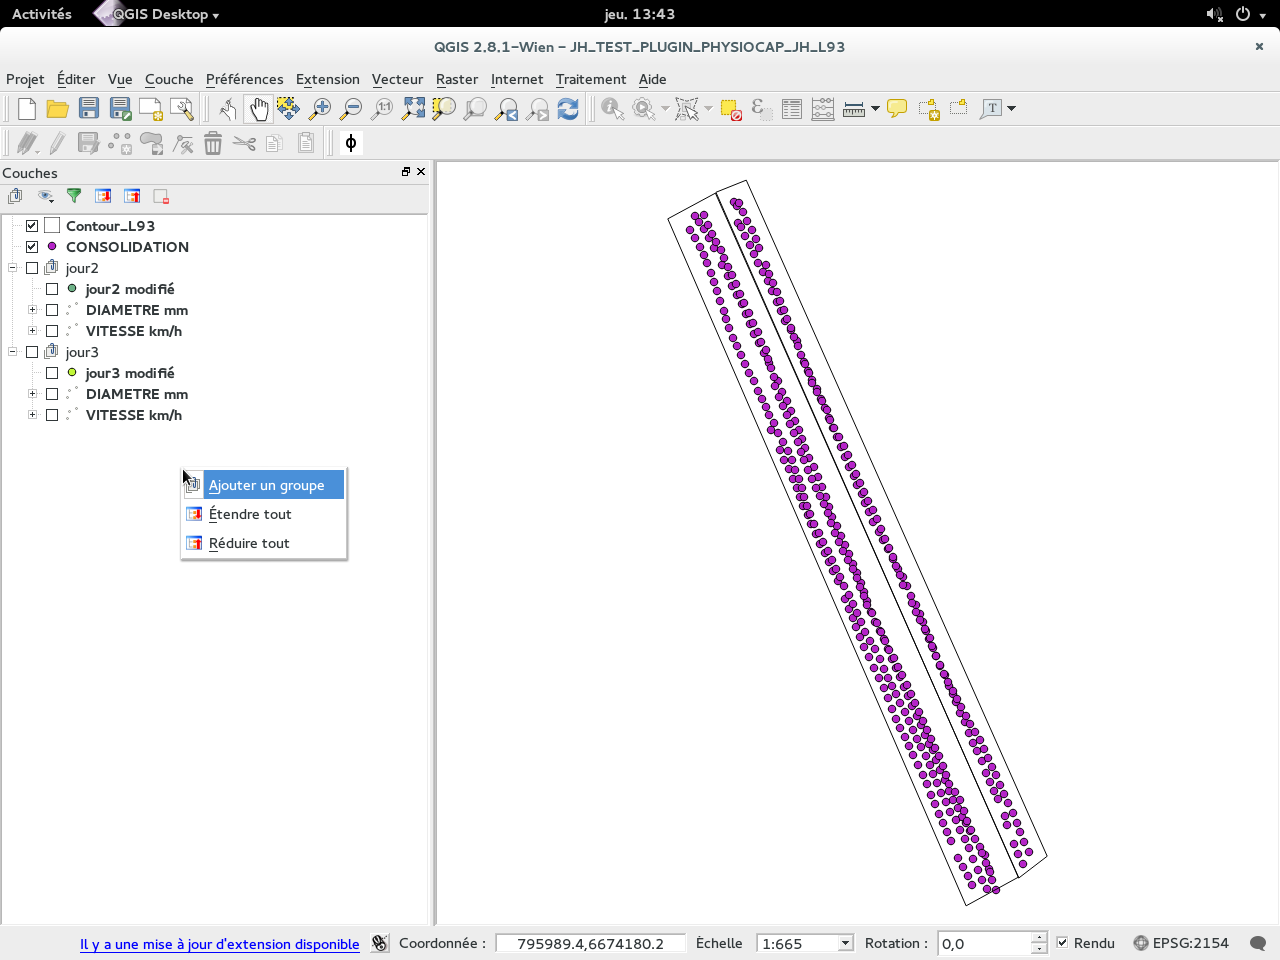 Activités QGIS Desktop jeu. 13:43
QGIS 2.8.1-Wien - JH_TEST_PLUGIN_PHYSIOCAP_JH_L93
Projet Éditer Vue Couche Préférences Extension Vecteur Raster Internet Traitement Aide
1:1 ε T
ϕ
Couches
Contour_L93
CONSOLIDATION
jour2
jour2 modifié
DIAMETRE mm
VITESSE km/h
jour3
jour3 modifié
DIAMETRE mm
VITESSE km/h
Ajouter un groupe
Étendre tout
Réduire tout
Il y a une mise à jour d'extension disponible Coordonnée : 795989.4,6674180.2 Échelle 1:665 Rotation : 0,0 Rendu EPSG:2154